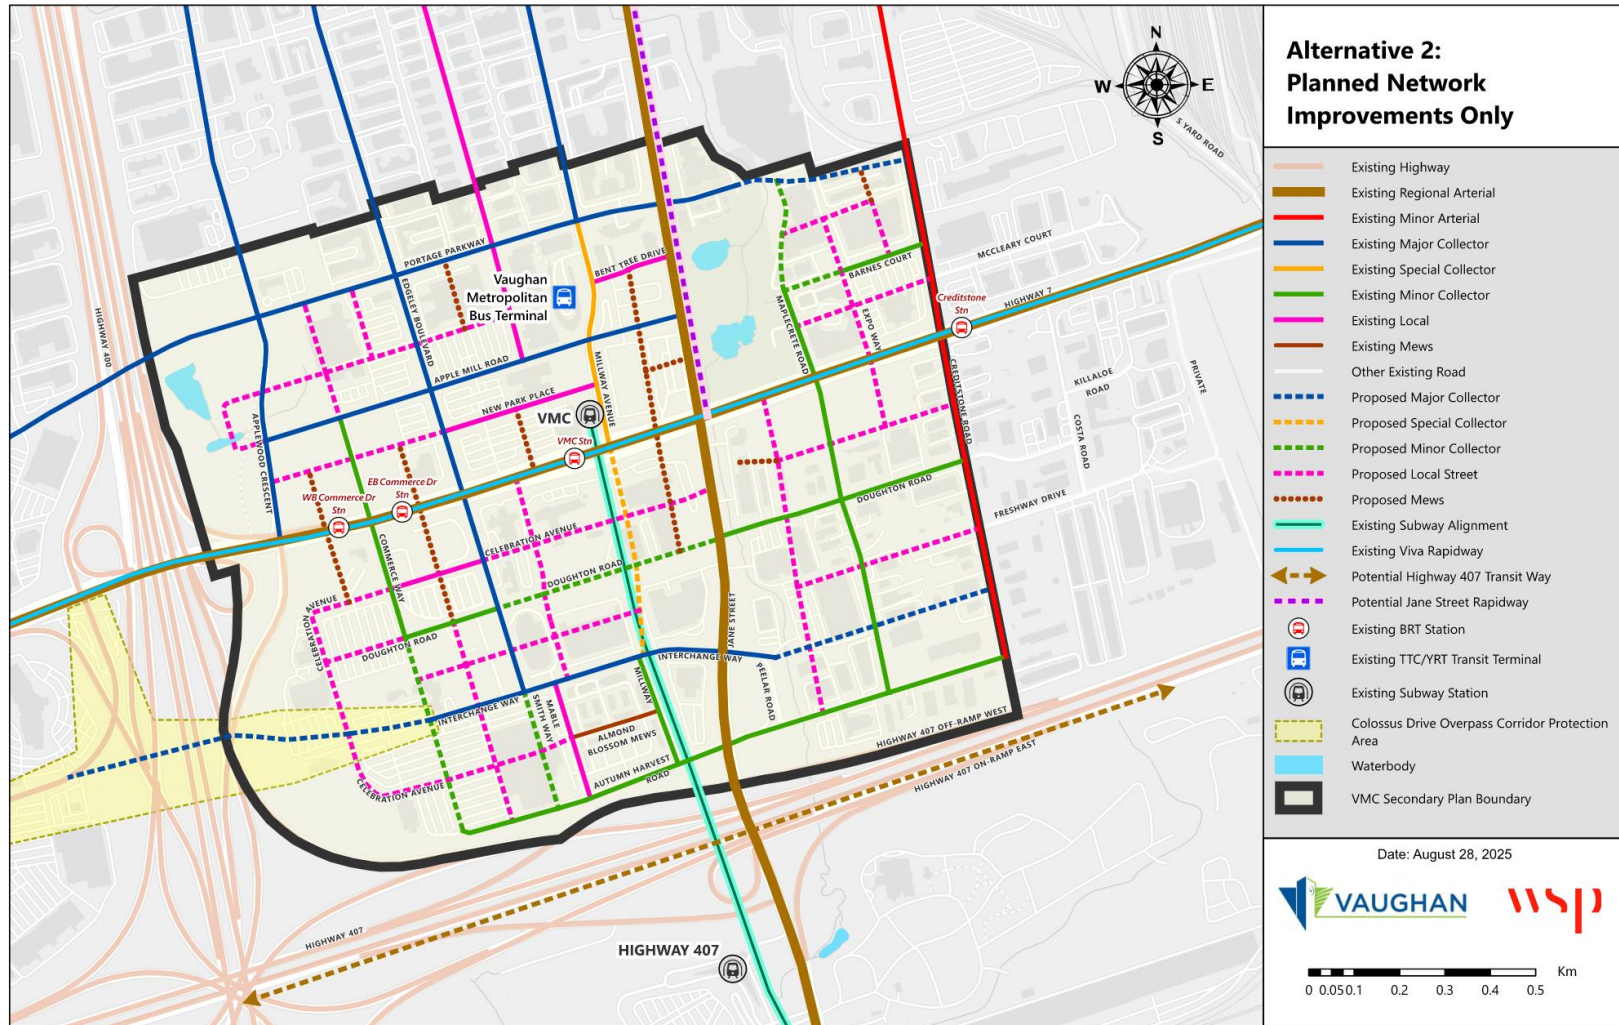 Alternative 2:
Planned Network
Improvements Only
Existing Highway
Existing Regional Arterial
Existing Minor Arterial
Existing Major Collector
Existing Special Collector
Existing Minor Collector
Existing Local
Existing Mews
Other Existing Road
Proposed Major Collector
Proposed Special Collector
Proposed Minor Collector
Proposed Local Street
Proposed Mews
Existing Subway Alignment
Existing Viva Rapidway
Potential Highway 407 Transit Way
Potential Jane Street Rapidway
Existing BRT Station
Existing TTC/YRT Transit Terminal
Existing Subway Station
Colossus Drive Overpass Corridor Protection
Area
Waterbody
VMC Secondary Plan Boundary
Date: August 28, 2025
VAUGHAN
wsp
Km
0 0.05 0.1 0.2 0.3 0.4 0.5
N
W E
S
S YARD ROAD
MCCLEARY COURT
HIGHWAY 7
Creditstone
Stn
BARNES COURT
BENT TREE DRIVE
PORTAGE PARKWAY
Vaughan
Metropolitan
Bus Terminal
EDGELEY BOULEVARD
HIGHWAY 400
MAPLECRETE ROAD
EXPO WAY
APPLE MILL ROAD
MILLWAY AVENUE
CREDITSTONE ROAD
KILLALOE
ROAD
PRIVATE
COSTA ROAD
NEW PARK PLACE
VMC
VMC Stn
APPLEWOOD CRESCENT
EB Commerce Dr
Stn
WB Commerce Dr
Stn
DOUGHTON ROAD
FRESHWAY DRIVE
CELEBRATION AVENUE
COMMERCE WAY
DOUGHTON ROAD
CELEBRATION
AVENUE
DOUGHTON ROAD
JANE STREET
INTERCHANGE WAY
PEELAR ROAD
MILLWAY
INTERCHANGE WAY
MABLE
SMITH WAY
ALMOND
BLOSSOM MEWS
AUTUMN HARVEST
ROAD
CELEBRATION AVENUE
HIGHWAY 407 OFF-RAMP WEST
HIGHWAY 407 ON-RAMP EAST
HIGHWAY 407
HIGHWAY 407